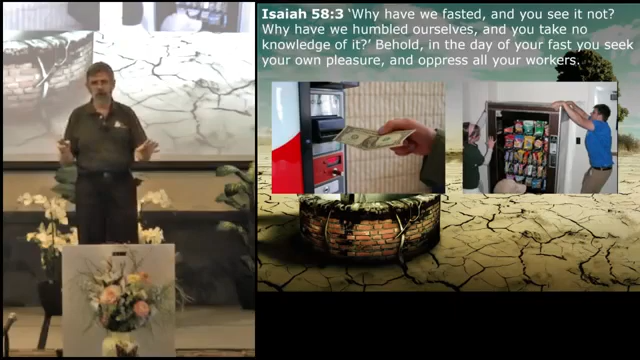 Isaiah 58:3 ‘Why have we fasted, and you see it not?
Why have we humbled ourselves, and you take no
knowledge of it?’ Behold, in the day of your fast you seek
your own pleasure, and oppress all your workers.